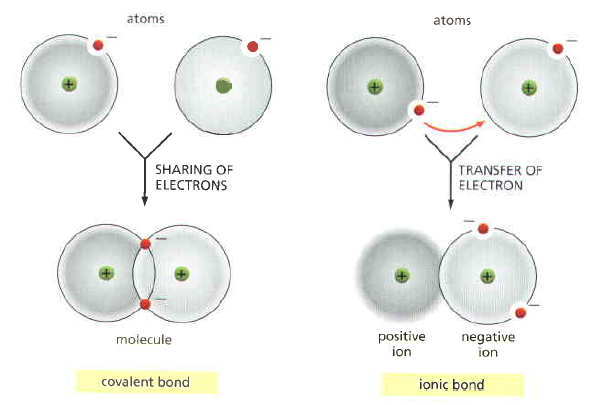 atoms
SHARING OF
ELECTRONS
molecule
covalent bond
atoms
TRANSFER OF
ELECTRON
positive
ion
negative
ion
ionic bond